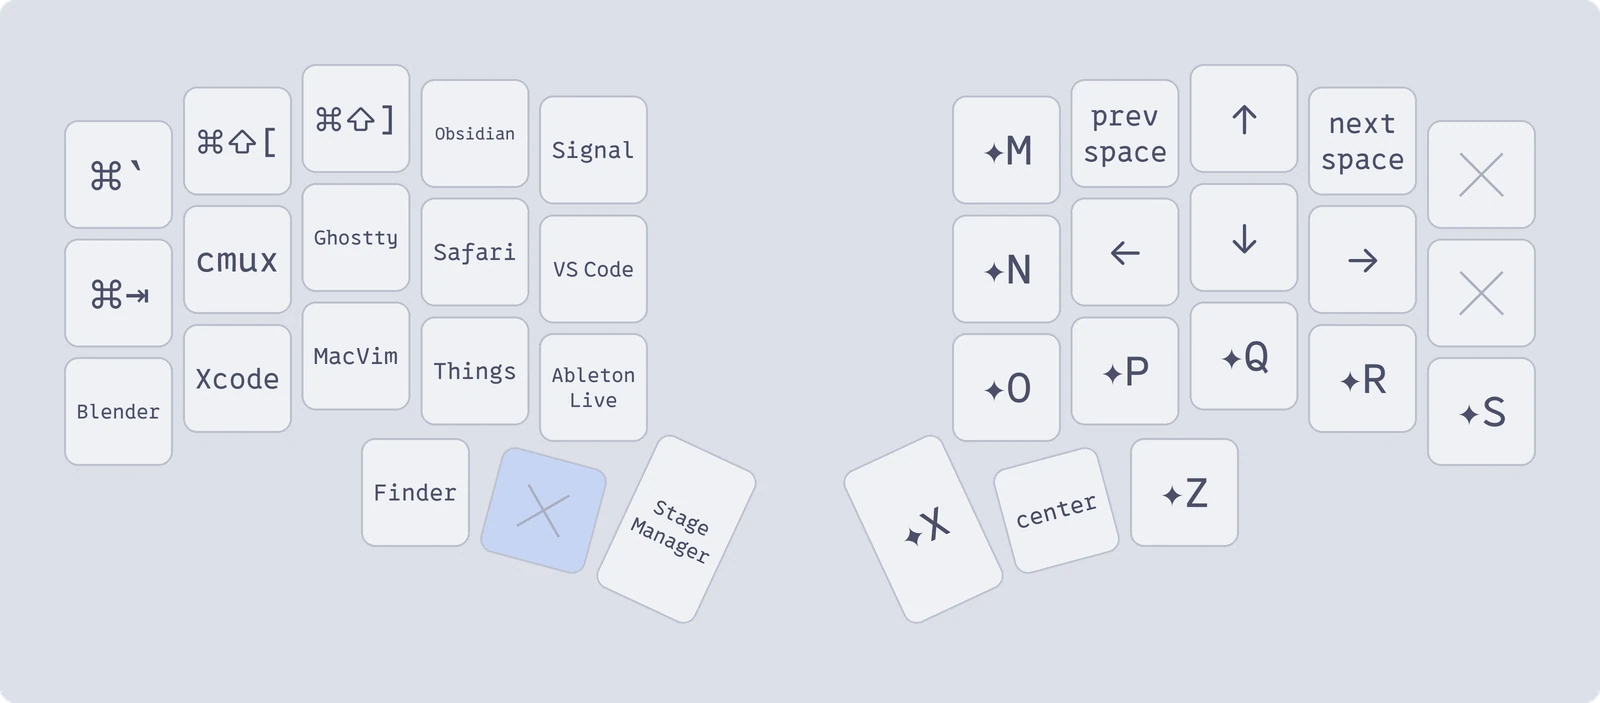 ⌘`
⌘⇧[
⌘⇧]
Obsidian
Signal
⌘⇥
cmux
Ghostty
Safari
VS Code
Blender
Xcode
MacVim
Things
Ableton
Live
Finder
Stage
Manager
✦M
prev
space
↑
next
space
✦N
←
↓
→
✦O
✦P
✦Q
✦R
✦S
✦X
center
✦Z